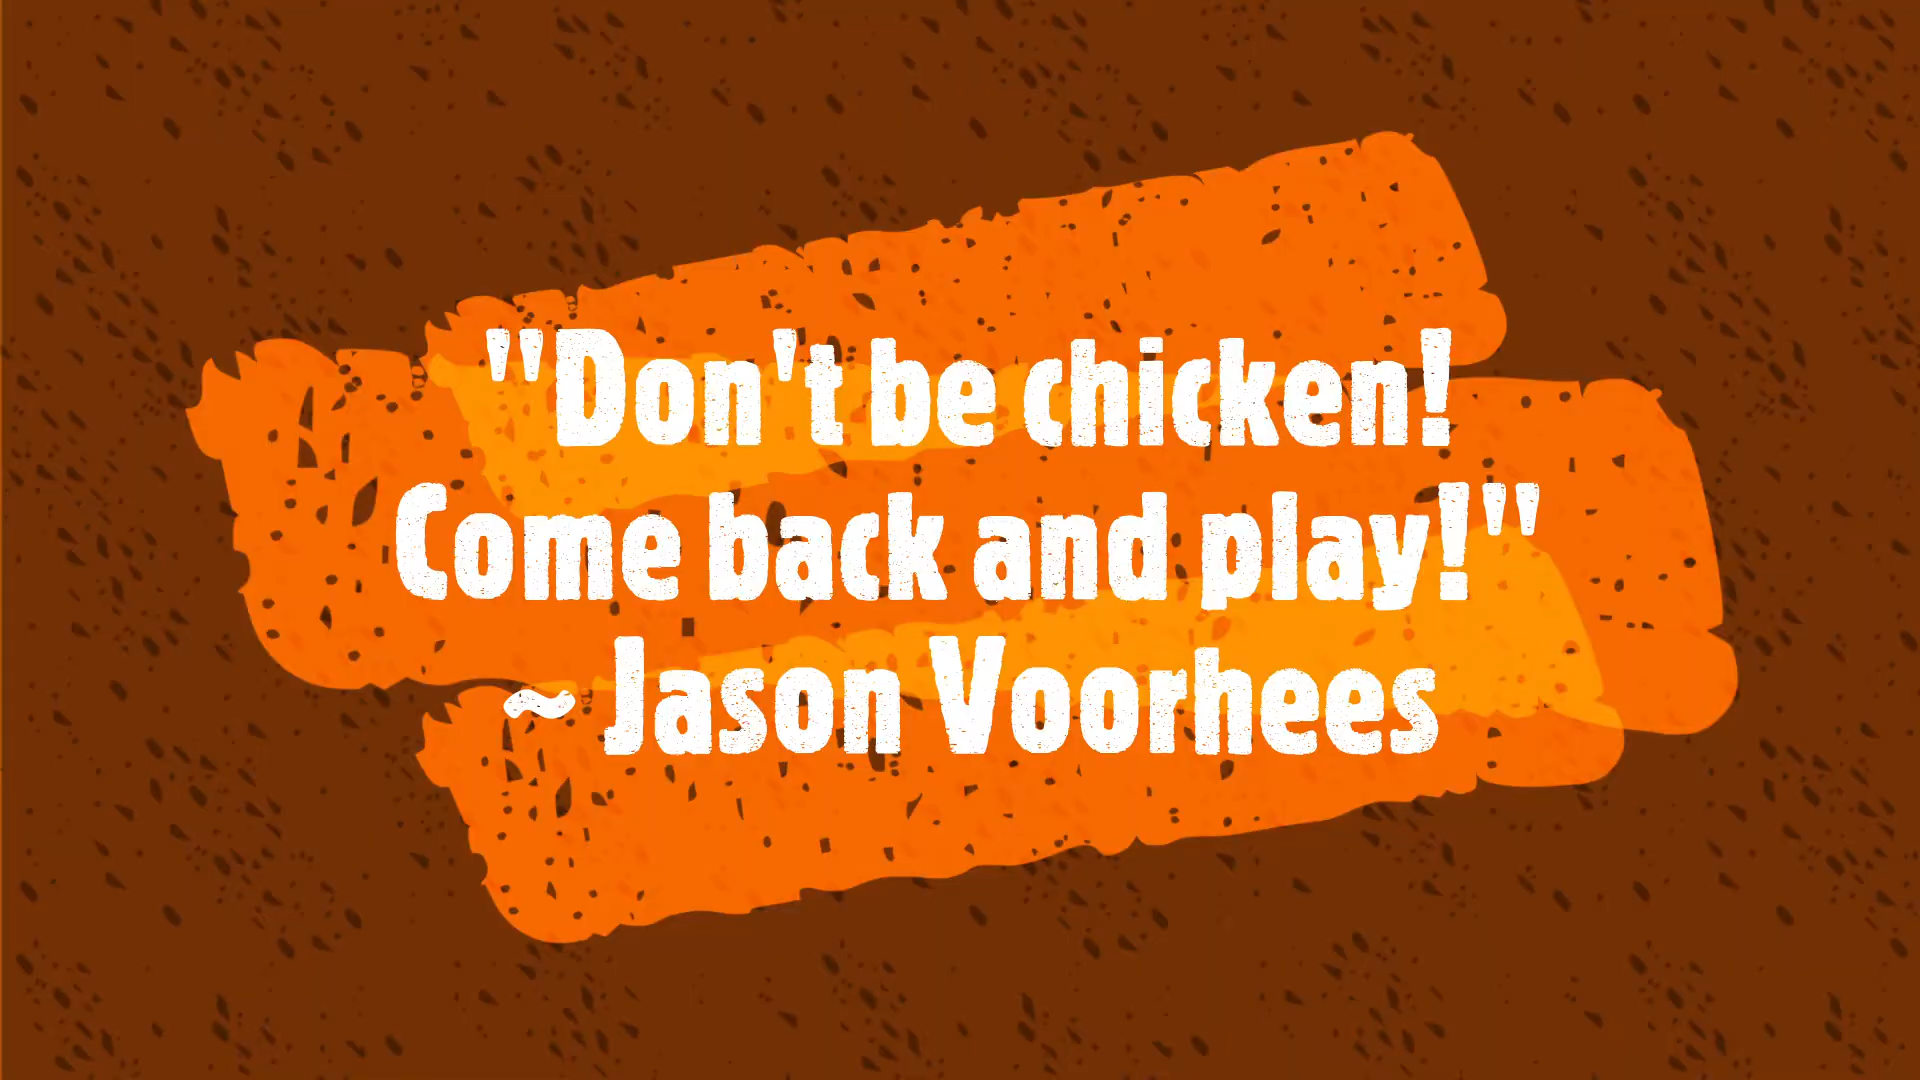 "Don't be chicken!
Come back and play!"
~ Jason Voorhees